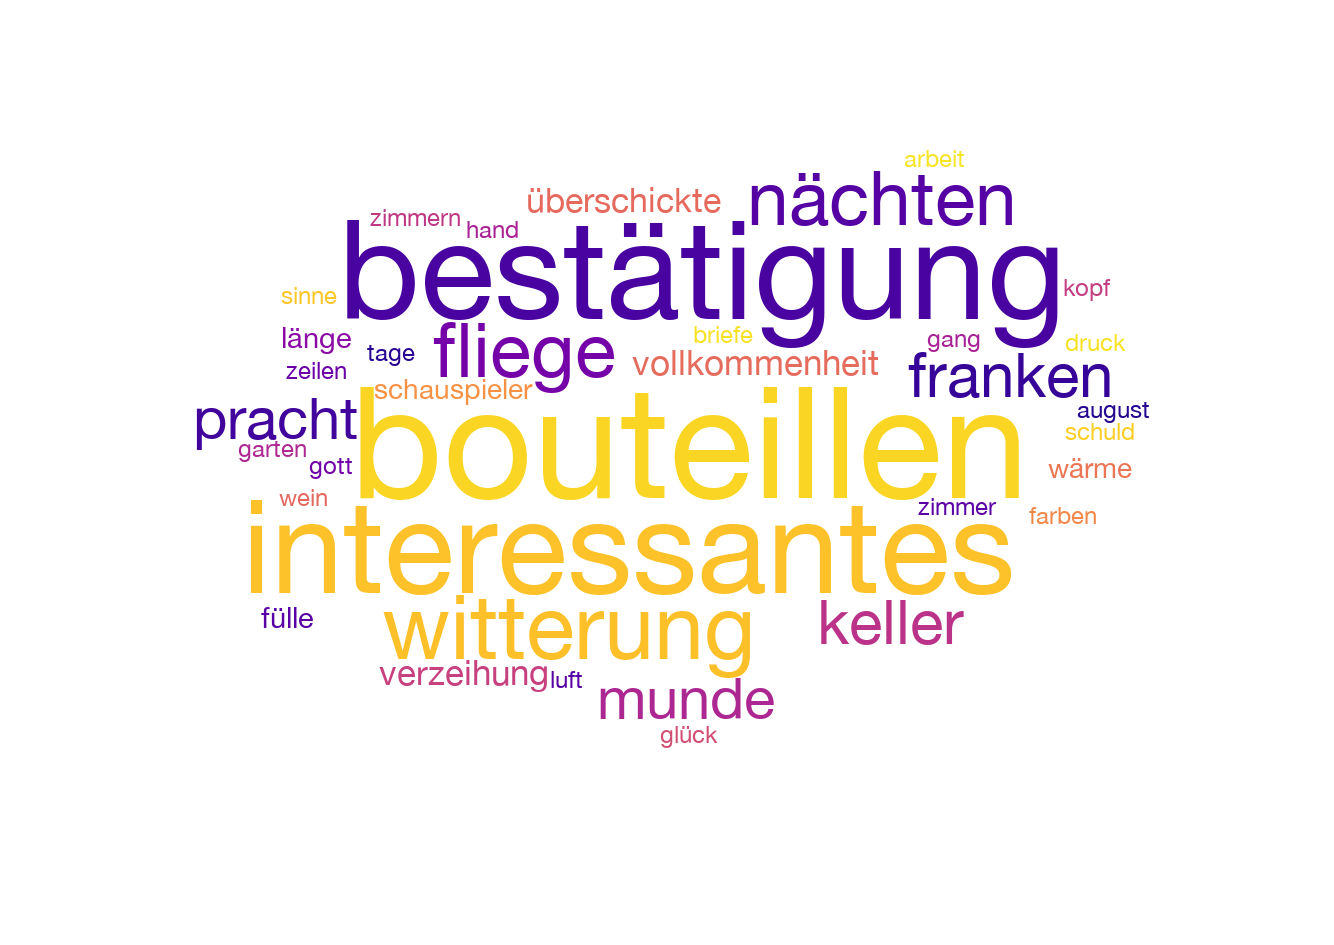 arbeit
überschickte
nächten
zimmern
hand
bestätigung
kopf
sinne
länge
fliege
briefe
gang
druck
tage
zeilen
vollkommenheit
franken
schauspieler
pracht
bouteillen
august
schuld
garten
gott
wärme
wein
zimmer
farben
interessantes
fülle
witterung
keller
verzeihung
luft
munde
glück